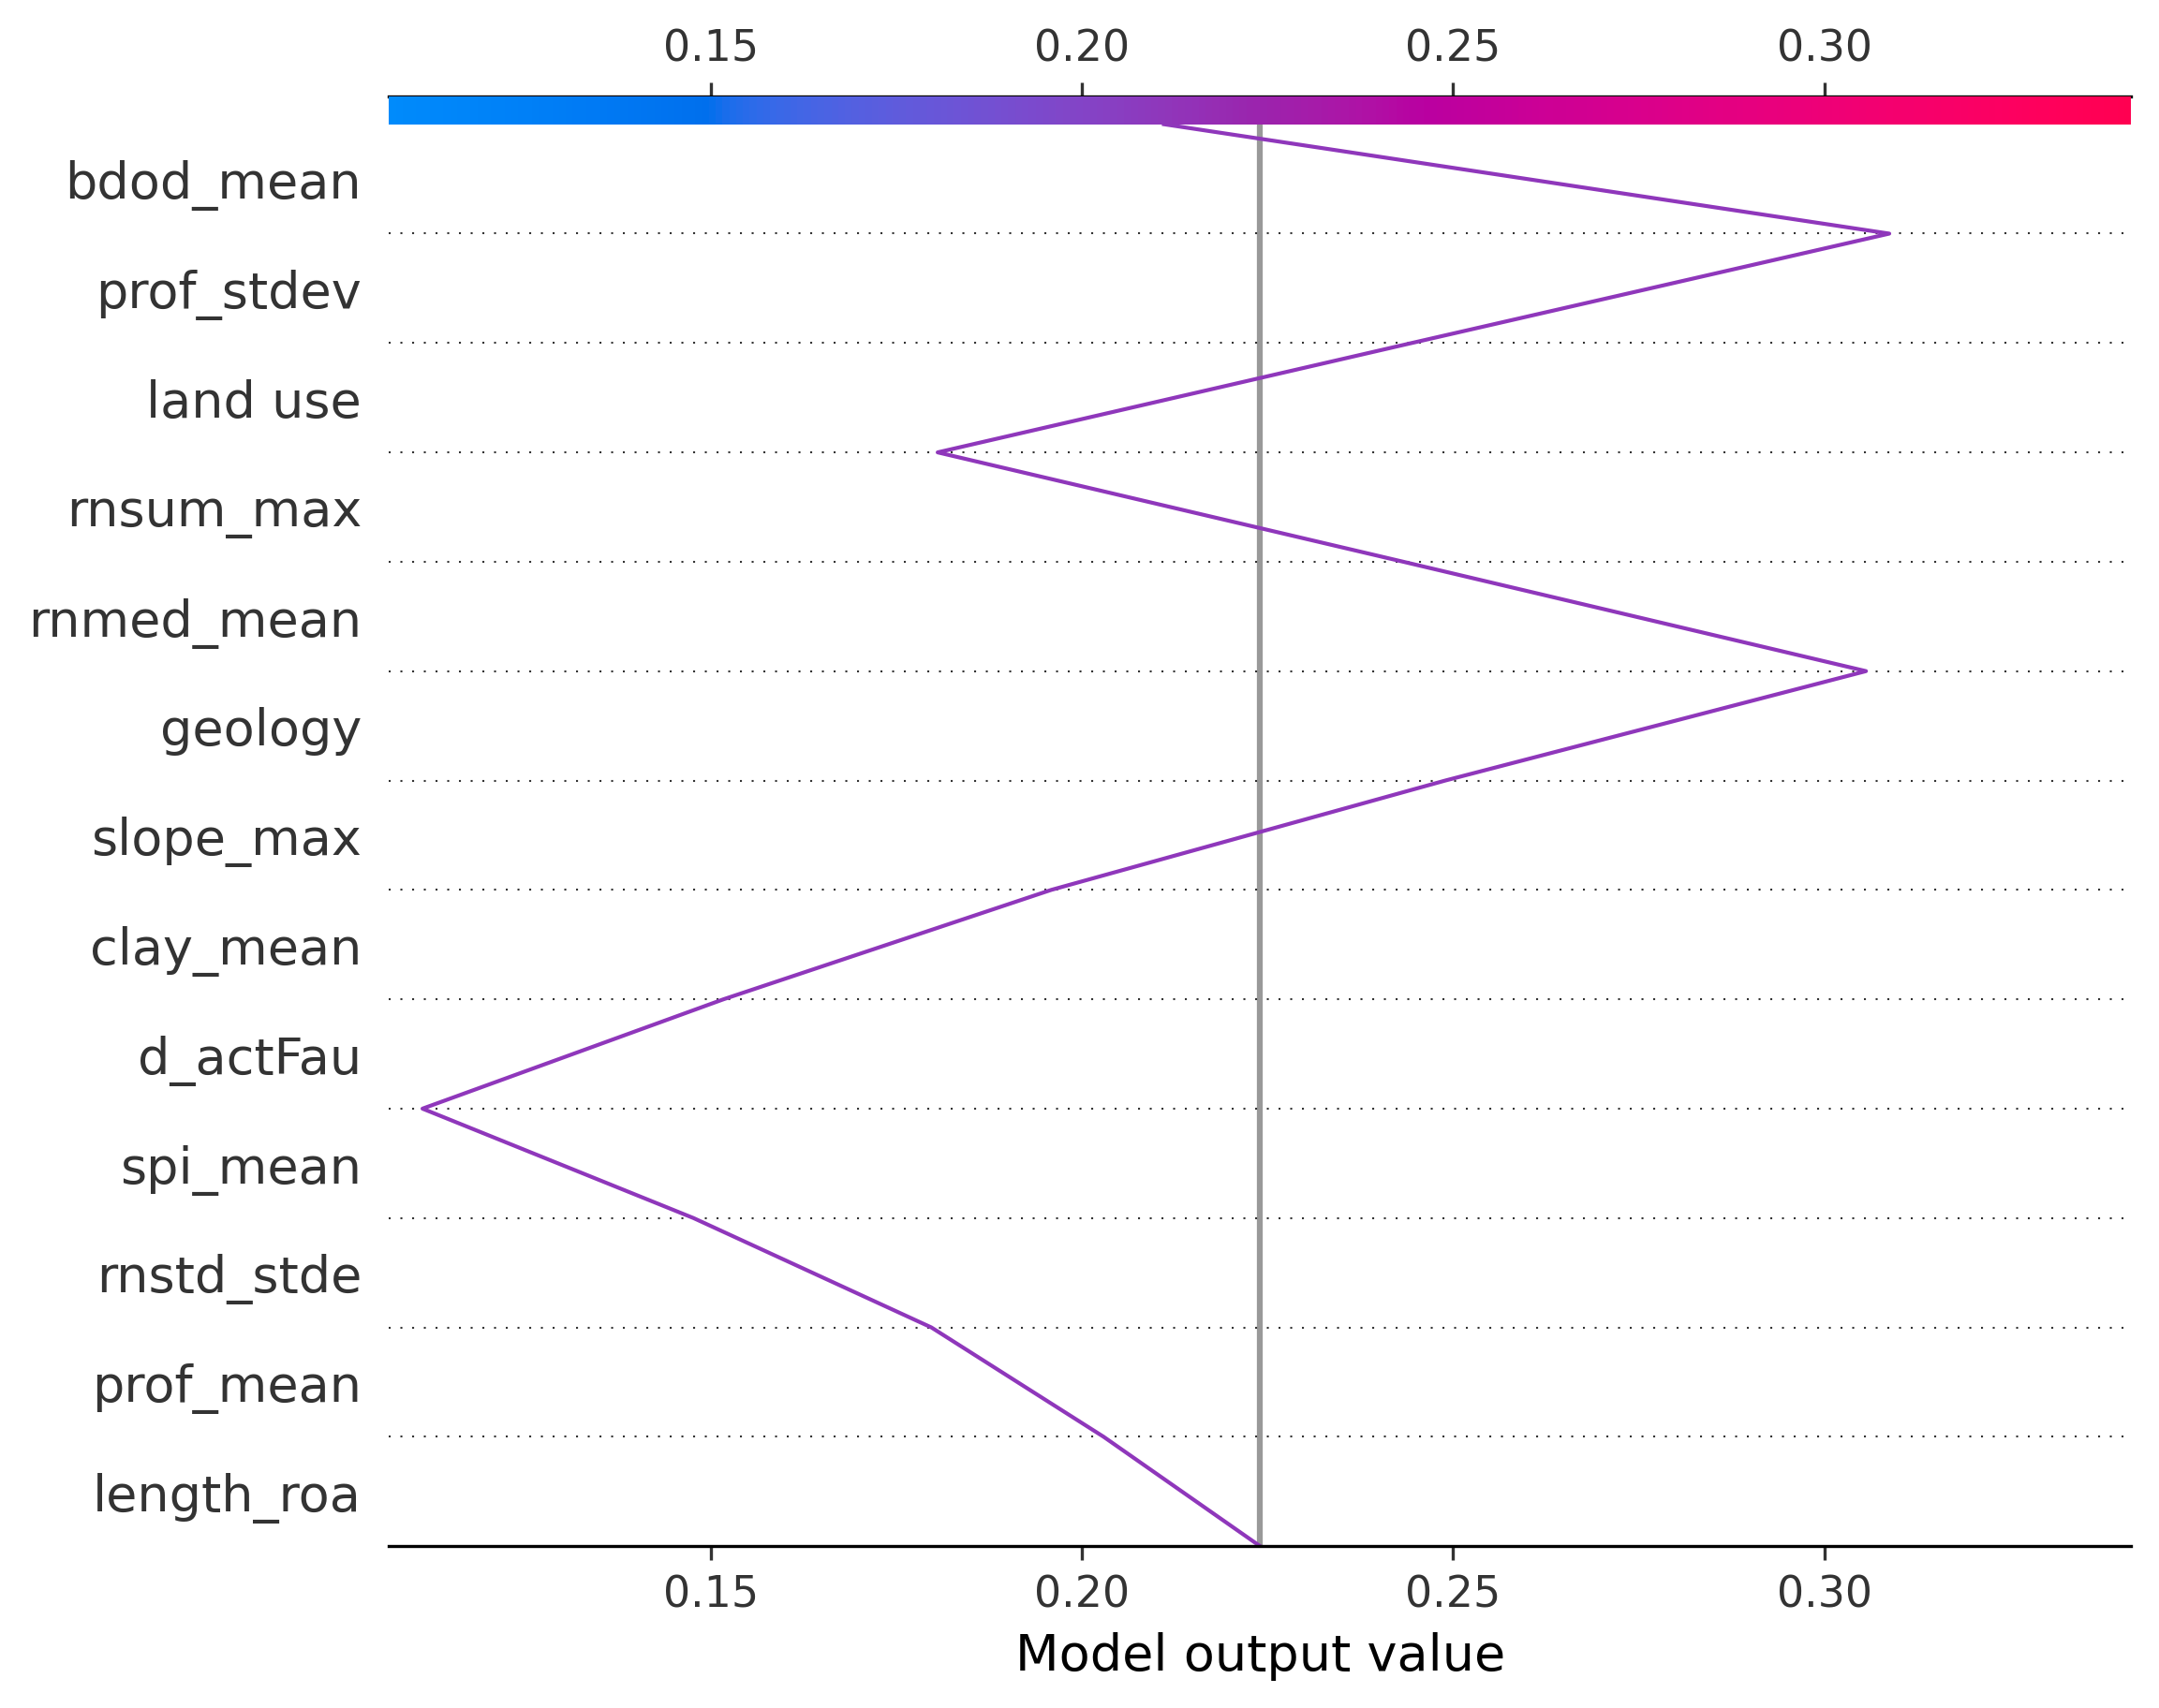 0.15 0.20 0.25 0.30
bdod_mean
prof_stdev
land use
rnsum_max
rnmed_mean
geology
slope_max
clay_mean
d_actFau
spi_mean
rnstd_stde
prof_mean
length_roa
0.15 0.20 0.25 0.30
Model output value